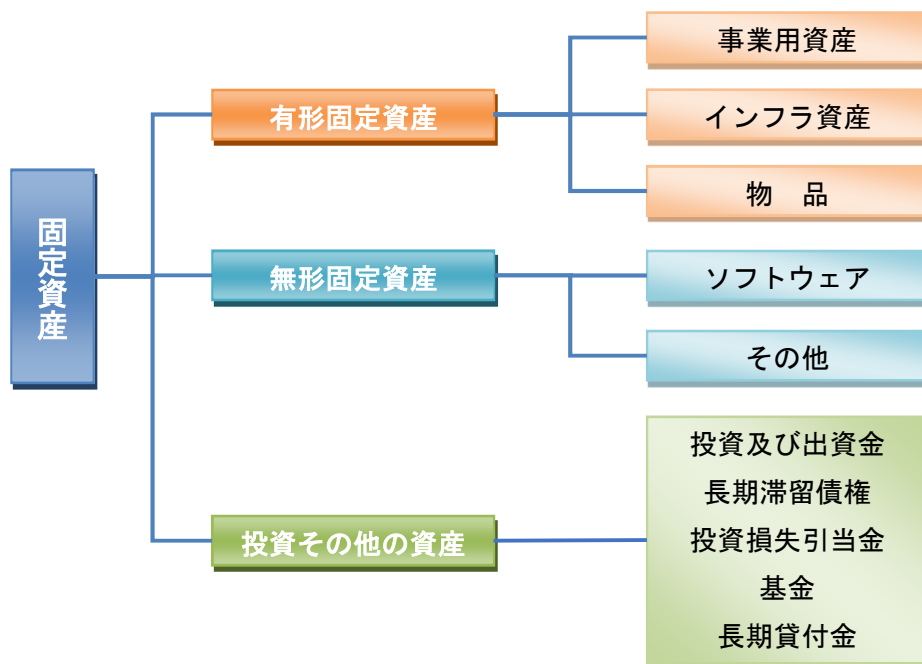 固定資産
有形固定資産
事業用資産
インフラ資産
物　品
無形固定資産
ソフトウェア
その他
投資その他の資産
投資及び出資金
長期滞留債権
投資損失引当金
基金
長期貸付金